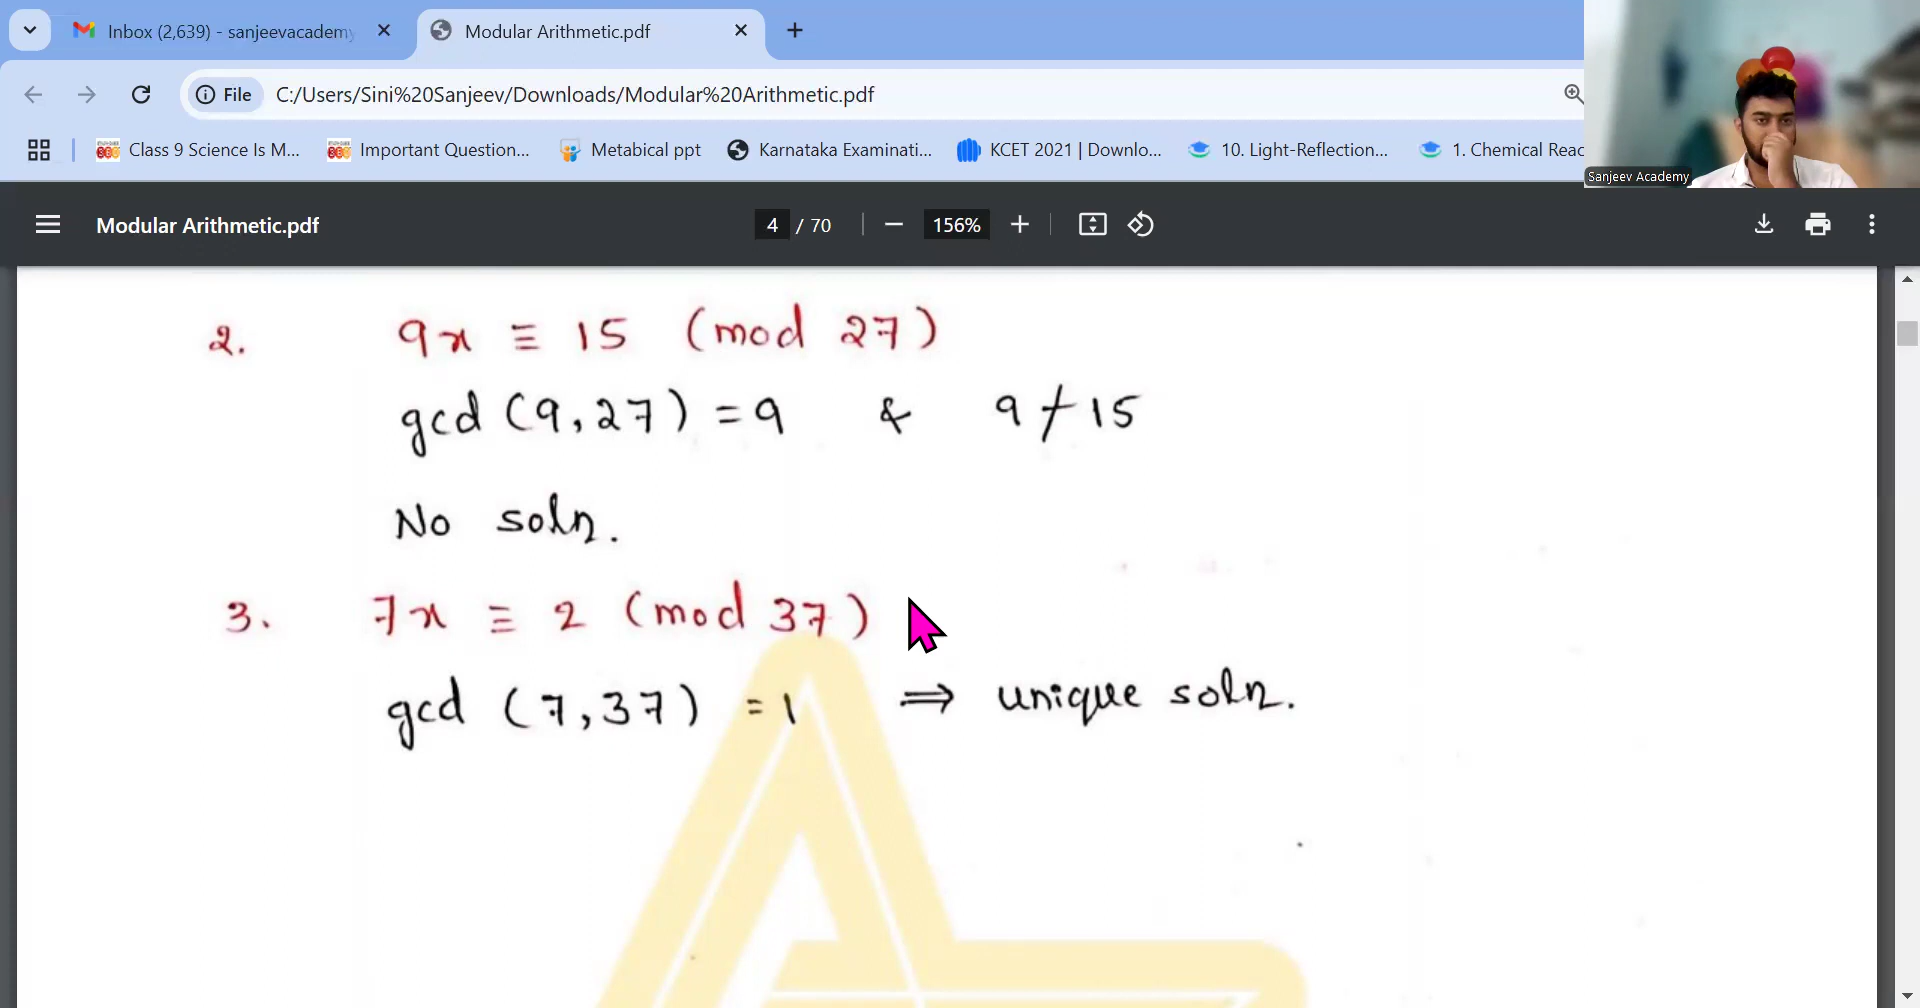 Inbox (2,639) - sanjeevacademy
Modular Arithmetic.pdf
File C:/Users/Sini%20Sanjeev/Downloads/Modular%20Arithmetic.pdf
Class 9 Science Is M... Important Question... Metabical ppt Karnataka Examinati... KCET 2021 | Downlo... 10. Light-Reflection... 1. Chemical Reac
Sanjeev Academy
Modular Arithmetic.pdf 4 / 70 156%
2. 9x ≡ 15 (mod 27)
gcd (9,27) = 9 & 9 ∤ 15
No soln.
3. 7x ≡ 2 (mod 37)
gcd (7,37) = 1 ⇒ unique soln.